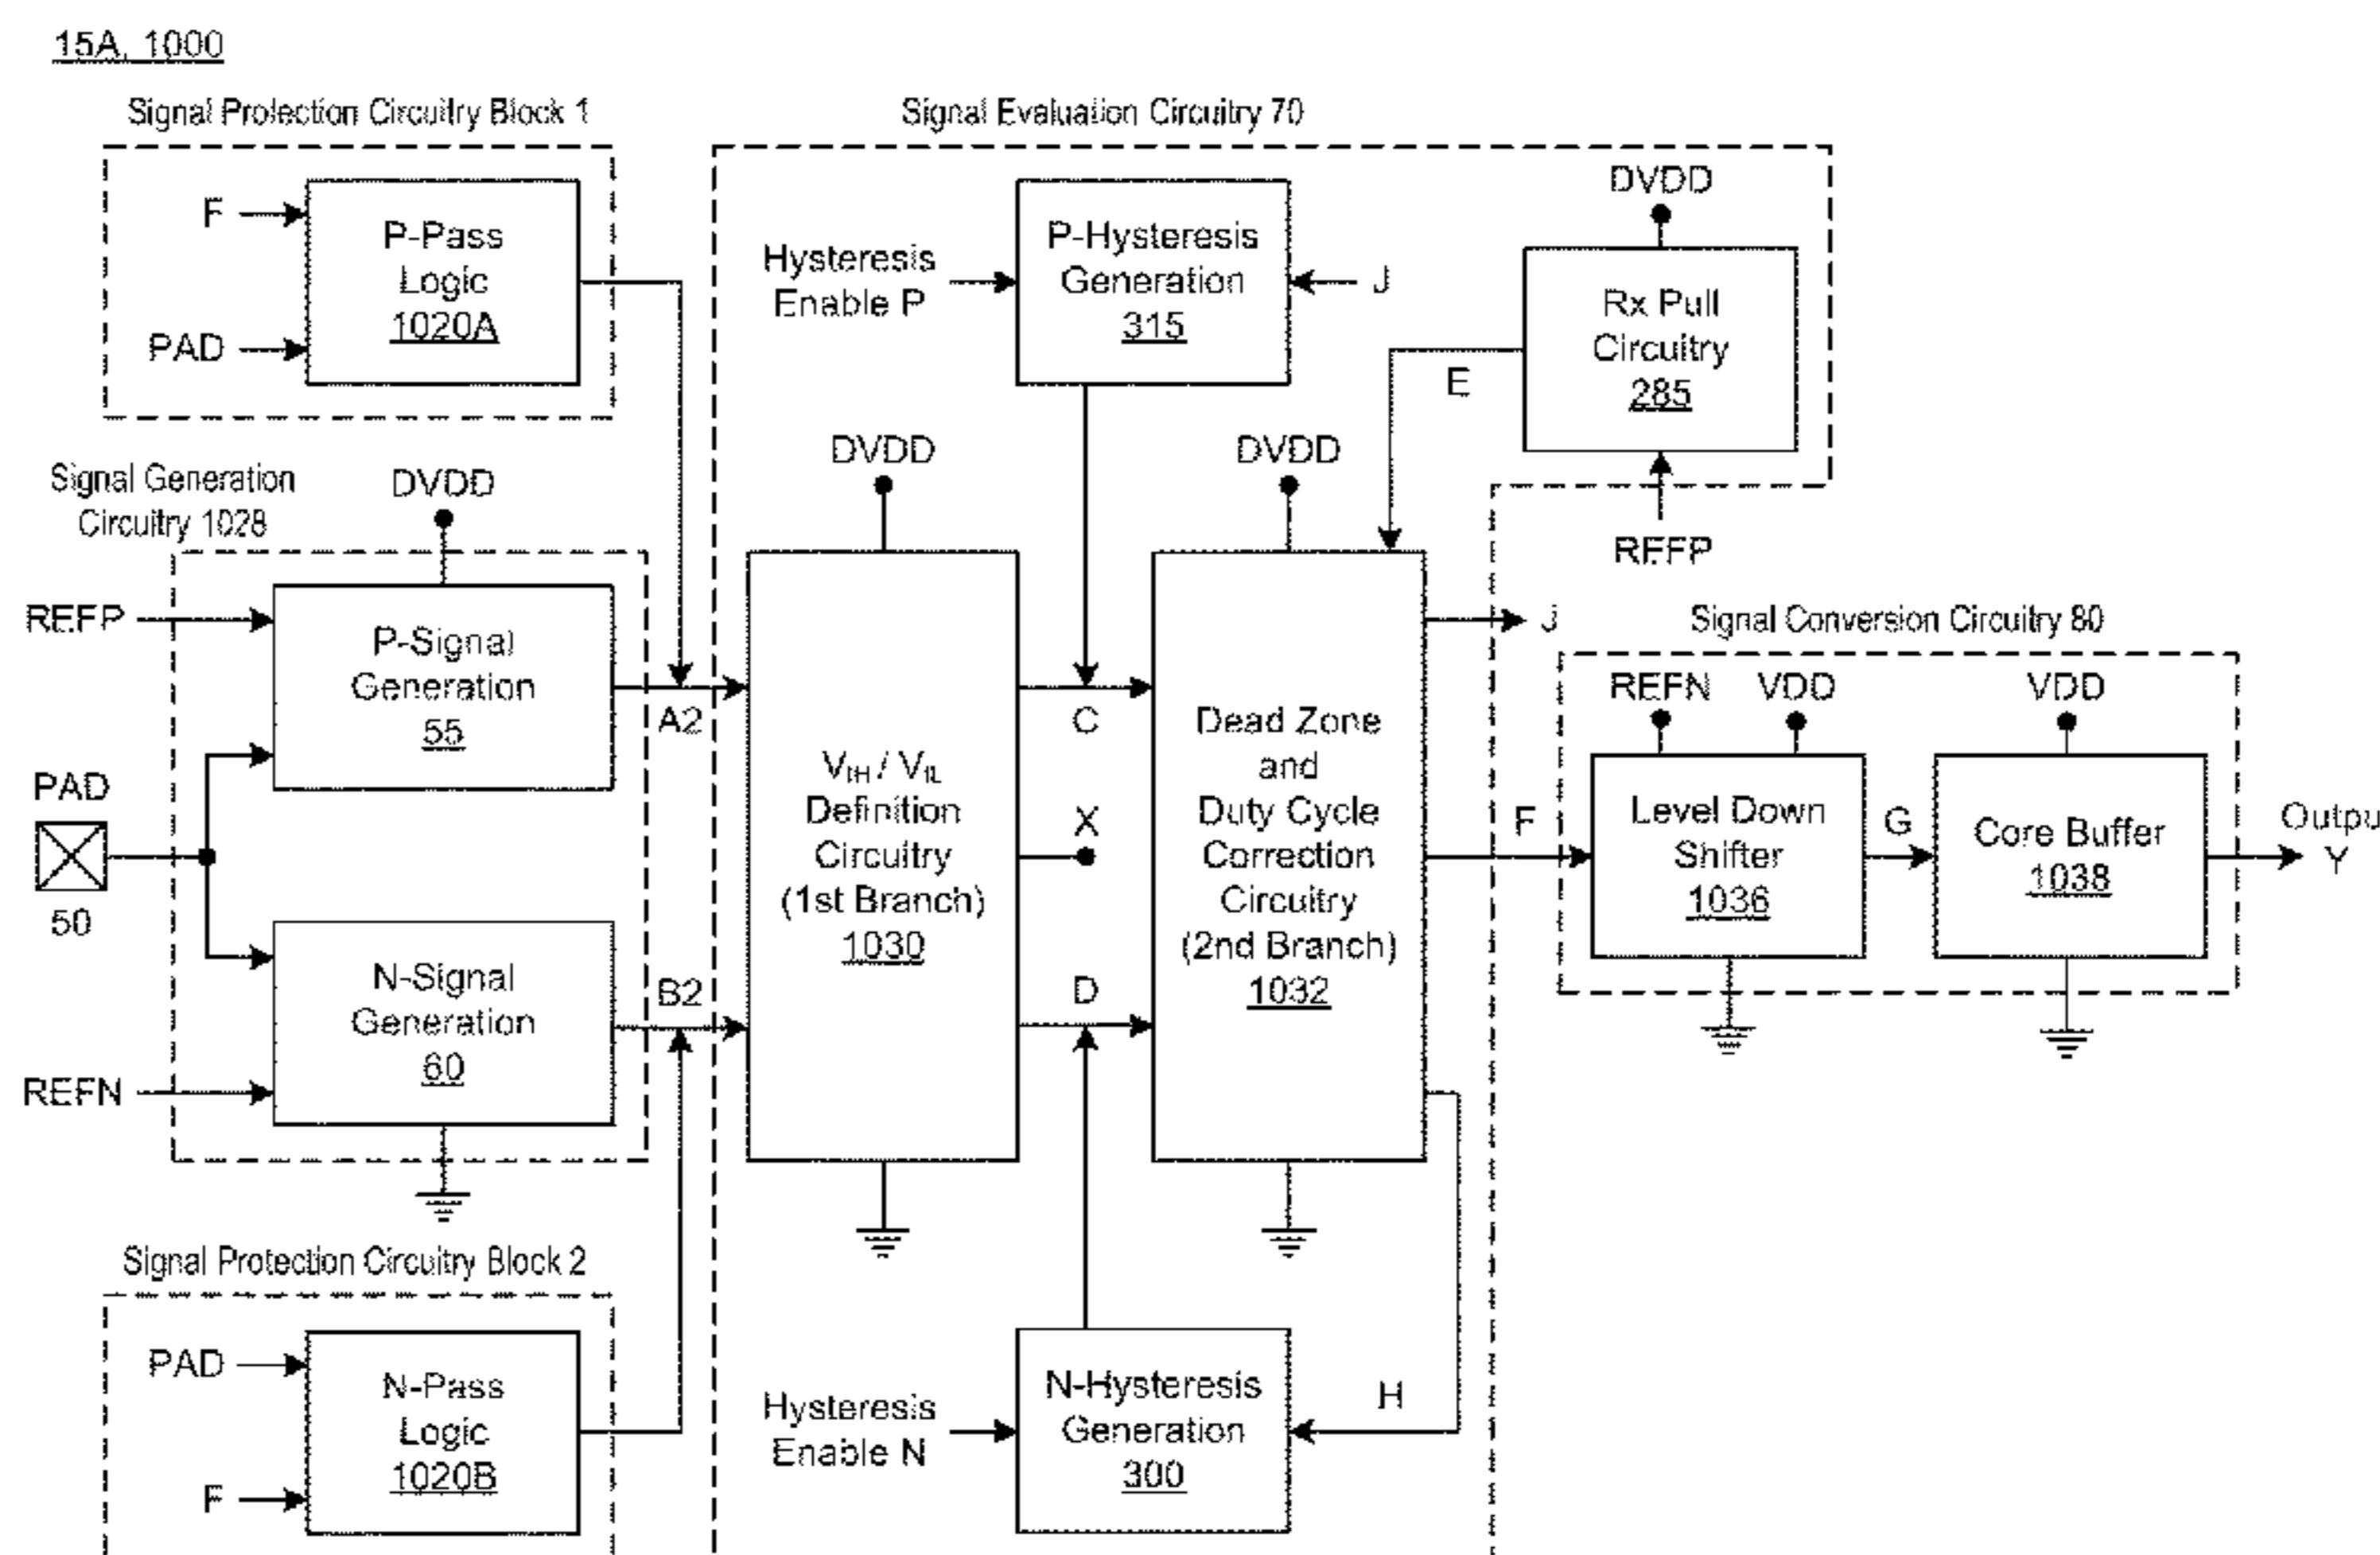 15A, 1000
Signal Protection Circuitry Block 1
F
PAD
P-Pass
Logic
1020A
Signal Evaluation Circuitry 70
Hysteresis
Enable P
P-Hysteresis
Generation
315
J
DVDD
Rx Pull
Circuitry
285
E
REFP
Signal Generation
Circuitry 1028
DVDD
REFP
P-Signal
Generation
55
A2
PAD
50
N-Signal
Generation
60
REFN
B2
DVDD
V_IH / V_IL
Definition
Circuitry
(1st Branch)
1030
C
X
D
DVDD
Dead Zone
and
Duty Cycle
Correction
Circuitry
(2nd Branch)
1032
J
F
H
Signal Conversion Circuitry 80
REFN
VDD
Level Down
Shifter
1036
G
VDD
Core Buffer
1038
Outpu
Y
Signal Protection Circuitry Block 2
PAD
F
N-Pass
Logic
1020B
Hysteresis
Enable N
N-Hysteresis
Generation
300